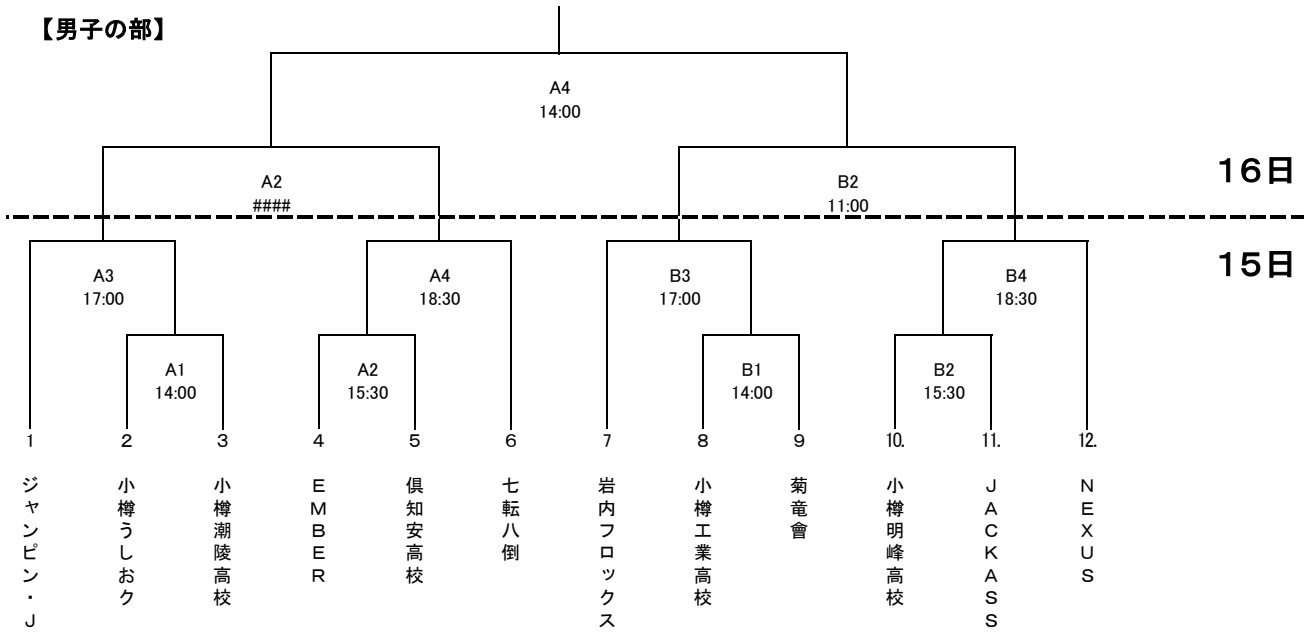 【男子の部】
A4
14:00
16日
A2
####
B2
11:00
15日
A3
17:00
A4
18:30
B3
17:00
B4
18:30
A1
14:00
A2
15:30
B1
14:00
B2
15:30
1 2 3 4 5 6 7 8 9 10. 11. 12.
ジャンピン・J
小樽うしおク
小樽潮陵高校
EMBER
倶知安高校
七転八倒
岩内フロックス
小樽工業高校
菊竜會
小樽明峰高校
JACKASS
NEXUS